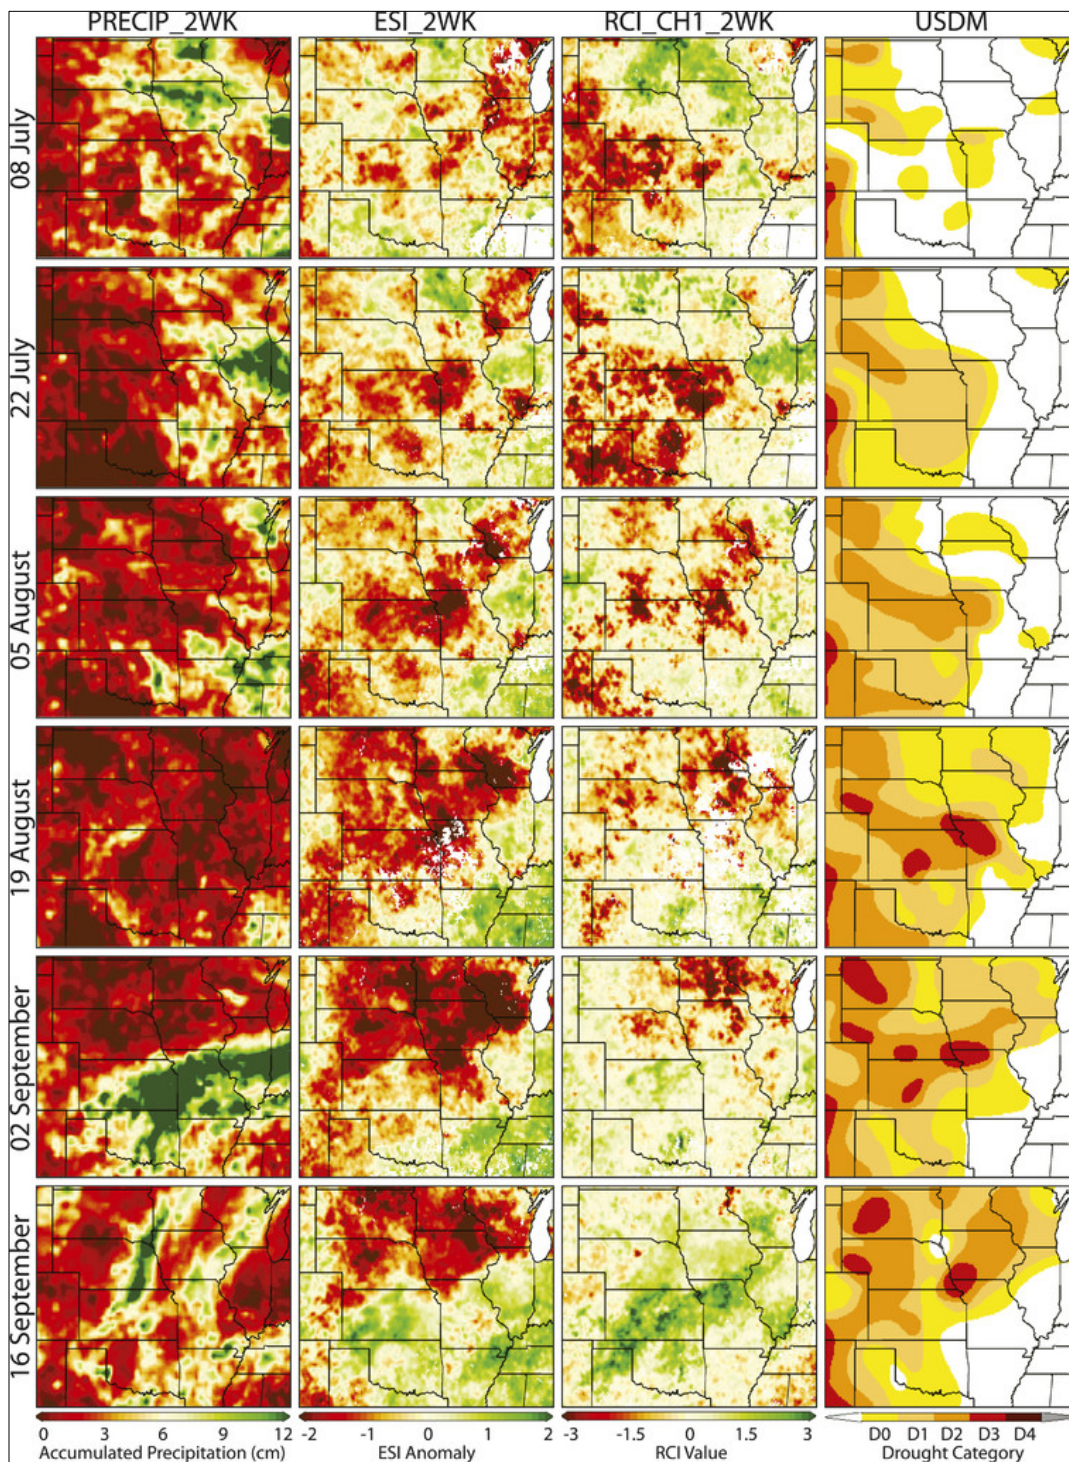 PRECIP_2WK ESI_2WK RCI_CH1_2WK USDM
08 July
22 July
05 August
19 August
02 September
16 September
0 3 6 9 12 -2 -1 0 1 2 -3 -1.5 0 1.5 3 D0 D1 D2 D3 D4
Accumulated Precipitation (cm) ESI Anomaly RCI Value Drought Category